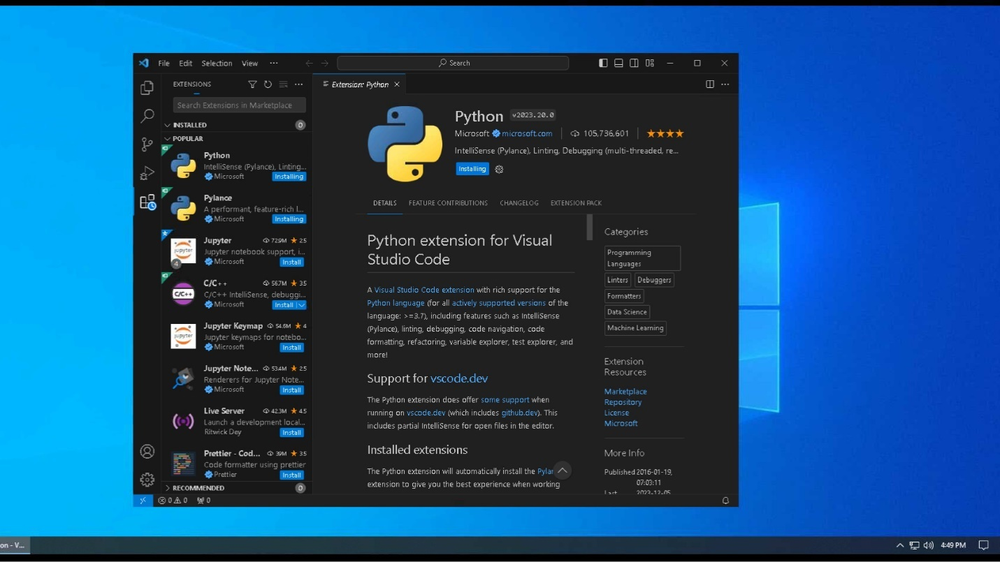 File Edit Selection View ··· Search
EXTENSIONS
Extension: Python
Search Extensions in Marketplace
INSTALLED 0
POPULAR
Python
IntelliSense (Pylance), Linting...
Microsoft Installing
Pylance
A performant, feature-rich l...
Microsoft Installing
Jupyter 72.9M 2.5
Jupyter notebook support, i...
Microsoft Install
jupyter
4
C/C++ 56.7M 3.5
C/C++ IntelliSense, debuggi...
Microsoft Install
C/C++
Jupyter Keymap 54.6M 4
Jupyter keymaps for notebo...
Microsoft Install
jupyter
Jupyter Note... 53.4M 2.5
Renderers for Jupyter Note...
Microsoft Install
Live Server 42.3M 4.5
Launch a development local...
Ritwick Dey Install
Prettier - Cod... 39M 3.5
Code formatter using prettier
Prettier Install
RECOMMENDED 0
Python v2023.20.0
Microsoft microsoft.com 105,736,601
IntelliSense (Pylance), Linting, Debugging (multi-threaded, re...
Installing
DETAILS FEATURE CONTRIBUTIONS CHANGELOG EXTENSION PACK
Python extension for Visual
Studio Code
A Visual Studio Code extension with rich support for the
Python language (for all actively supported versions of the
language: >=3.7), including features such as IntelliSense
(Pylance), linting, debugging, code navigation, code
formatting, refactoring, variable explorer, test explorer, and
more!
Support for vscode.dev
The Python extension does offer some support when
running on vscode.dev (which includes github.dev). This
includes partial IntelliSense for open files in the editor.
Installed extensions
The Python extension will automatically install the Pylan
extension to give you the best experience when working
Categories
Programming
Languages
Linters Debuggers
Formatters
Data Science
Machine Learning
Extension
Resources
Marketplace
Repository
License
Microsoft
More Info
Published 2016-01-19,
07:03:11
Last 2023-12-05,
0 0 0
on - V... 4:49 PM